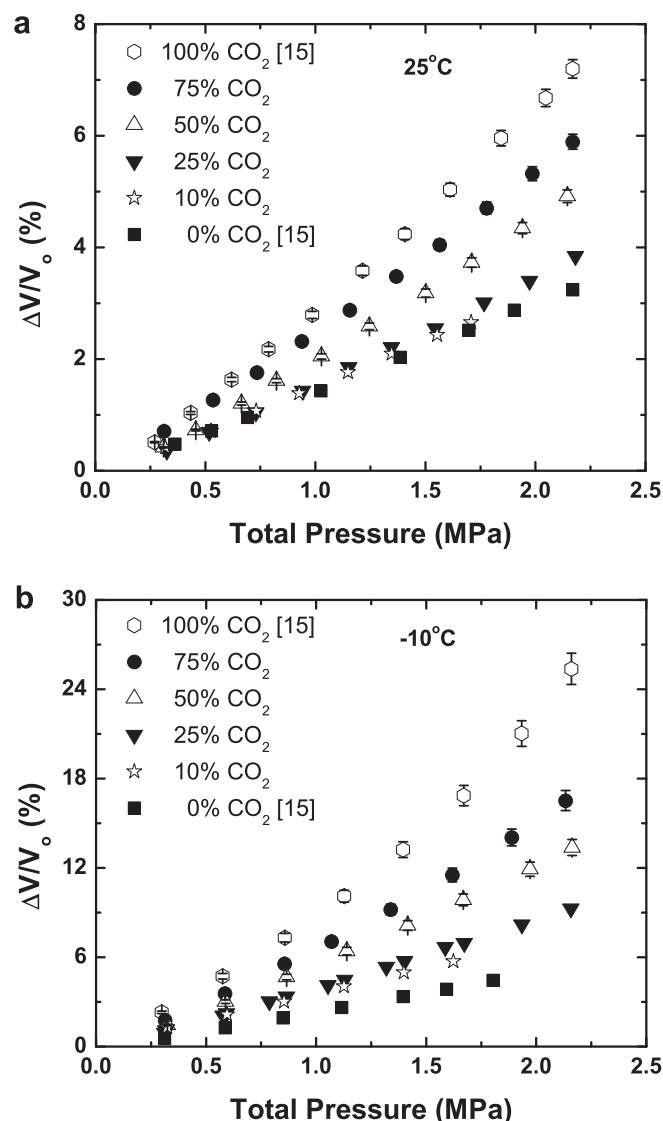 a
8
6
4
2
0
ΔV/Vo (%)
100% CO2 [15]
75% CO2
50% CO2
25% CO2
10% CO2
0% CO2 [15]
25°C
0.0 0.5 1.0 1.5 2.0 2.5
Total Pressure (MPa)
b
30
24
18
12
6
0
ΔV/Vo (%)
100% CO2 [15]
75% CO2
50% CO2
25% CO2
10% CO2
0% CO2 [15]
-10°C
0.0 0.5 1.0 1.5 2.0 2.5
Total Pressure (MPa)